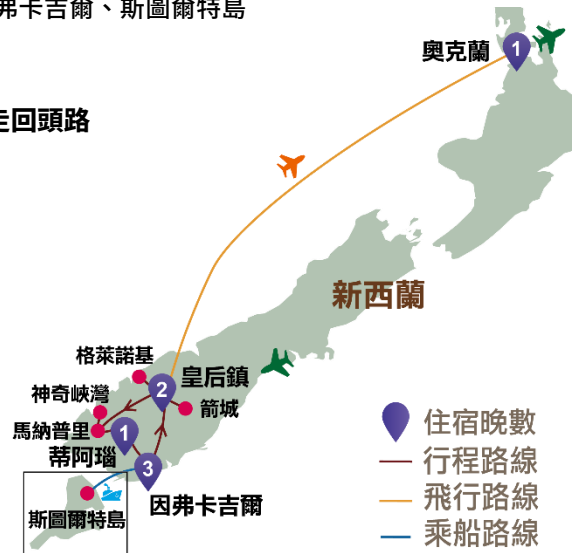 弗卡吉爾、斯圖爾特島
走回頭路
奧克蘭
1
新西蘭
格萊諾基
皇后鎮
2
神奇峽灣
箭城
馬納普里
1
蒂阿瑙
3
因弗卡吉爾
斯圖爾特島
住宿晚數
行程路線
飛行路線
乘船路線